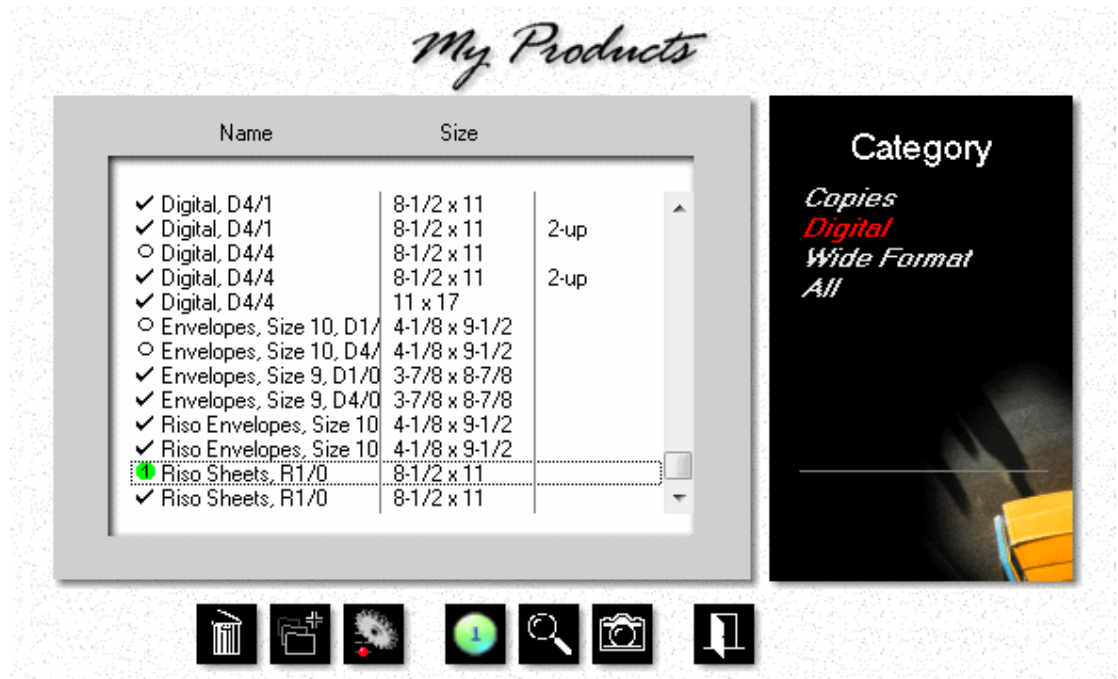 My Products
Name Size
Digital, D4/1 8-1/2 x 11
Digital, D4/1 8-1/2 x 11 2-up
Digital, D4/4 8-1/2 x 11
Digital, D4/4 8-1/2 x 11 2-up
Digital, D4/4 11 x 17
Envelopes, Size 10, D1/ 4-1/8 x 9-1/2
Envelopes, Size 10, D4/ 4-1/8 x 9-1/2
Envelopes, Size 9, D1/0 3-7/8 x 8-7/8
Envelopes, Size 9, D4/0 3-7/8 x 8-7/8
Riso Envelopes, Size 10 4-1/8 x 9-1/2
Riso Envelopes, Size 10 4-1/8 x 9-1/2
1 Riso Sheets, R1/0 8-1/2 x 11
Riso Sheets, R1/0 8-1/2 x 11
Category
Copies
Digital
Wide Format
All
1